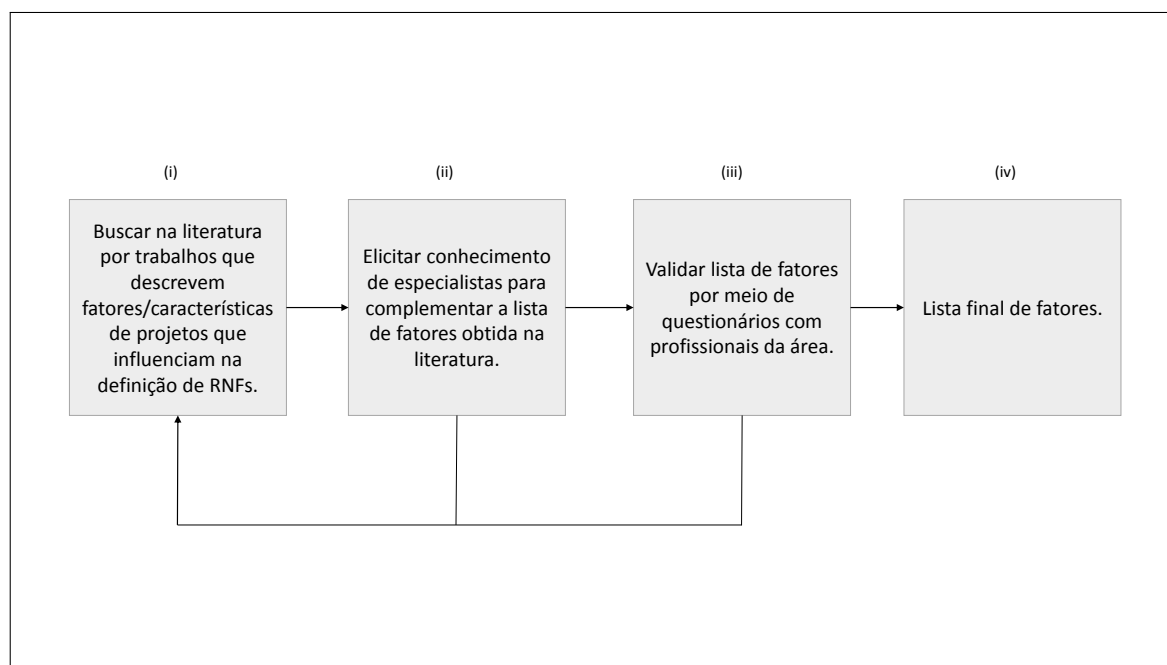 (i)
Buscar na literatura
por trabalhos que
descrevem
fatores/características
de projetos que
influenciam na
definição de RNFs.
(ii)
Elicitar conhecimento
de especialistas para
complementar a lista
de fatores obtida na
literatura.
(iii)
Validar lista de fatores
por meio de
questionários com
profissionais da área.
(iv)
Lista final de fatores.